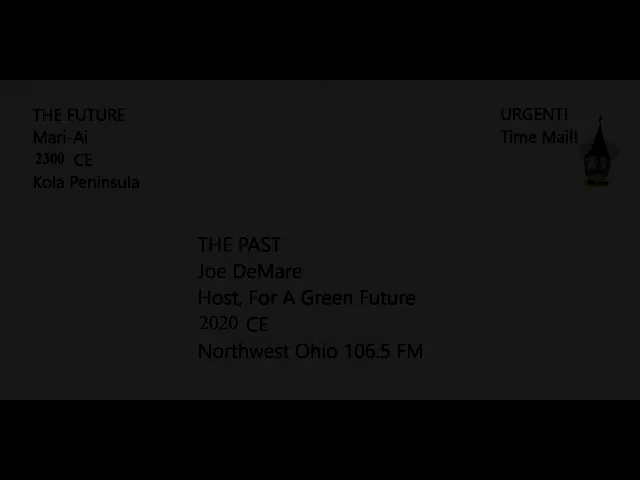 THE FUTURE
Mari-Ai
2300 CE
Kola Peninsula
URGENT!
Time Mail!
THE PAST
Joe DeMare
Host, For A Green Future
2020 CE
Northwest Ohio 106.5 FM